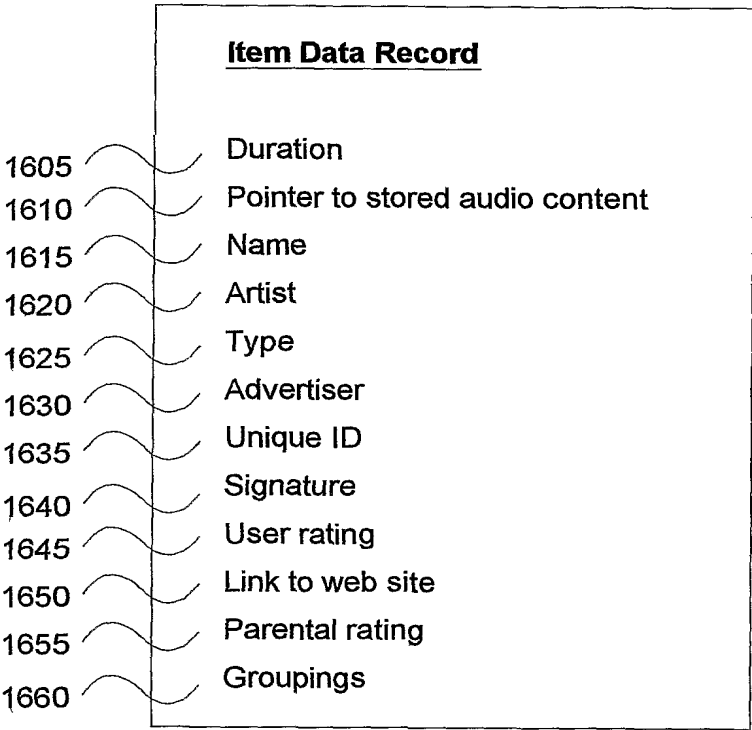 Item Data Record
1605 Duration
1610 Pointer to stored audio content
1615 Name
1620 Artist
1625 Type
1630 Advertiser
1635 Unique ID
1640 Signature
1645 User rating
1650 Link to web site
1655 Parental rating
1660 Groupings